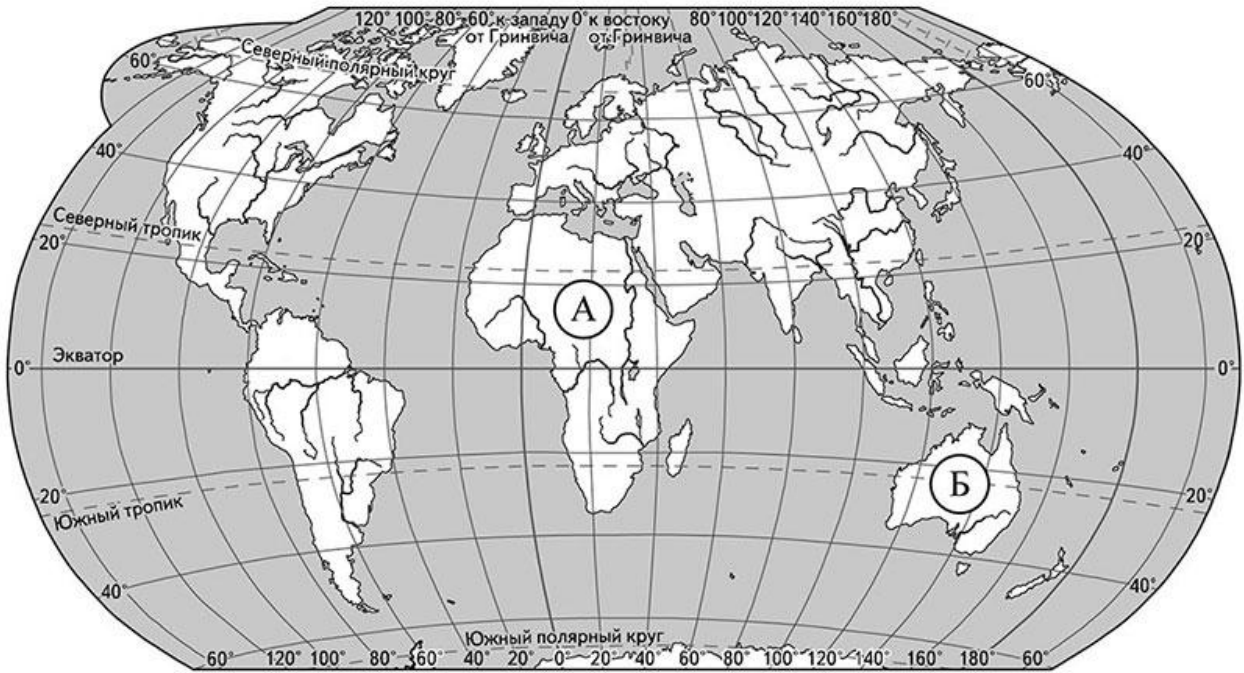 120° 100° 80° 60° к западу 0° к востоку 80° 100° 120° 140° 160° 180°
от Гринвича от Гринвича
60° Северный полярный круг 60°
40° 40°
Северный тропик
20° 20°
А
Экватор
0° 0°
Б
20° 20°
Южный тропик
40° 40°
Южный полярный круг
60° 120° 100° 80° 60° 40° 20° 0° 20° 40° 60° 80° 100° 120° 140° 160° 180° 60°